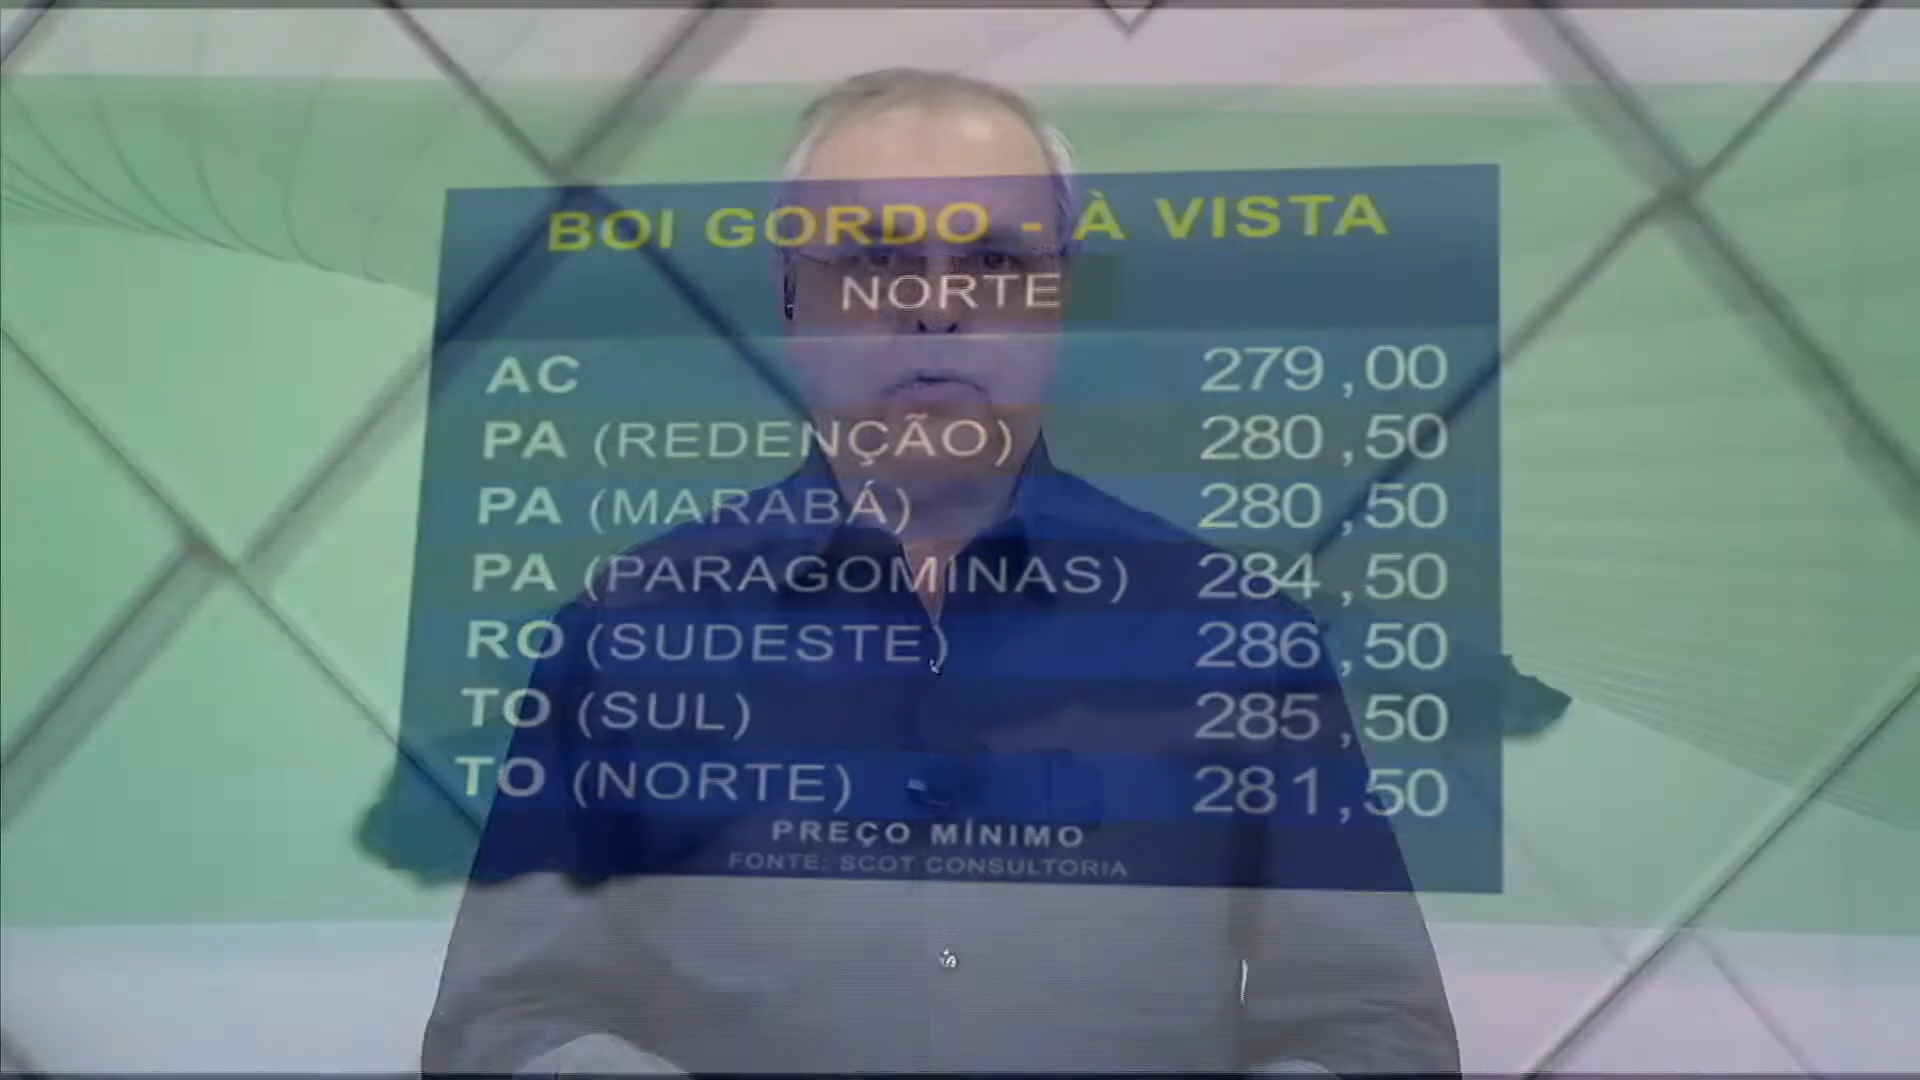 BOI GORDO - À VISTA
NORTE
AC 279,00
PA (REDENÇÃO) 280,50
PA (MARABÁ) 280,50
PA (PARAGOMINAS) 284,50
RO (SUDESTE) 286,50
TO (SUL) 285,50
TO (NORTE) 281,50
PREÇO MÍNIMO
FONTE: SCOT CONSULTORIA